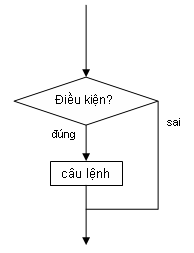 Điều kiện?
đúng
sai
câu lệnh